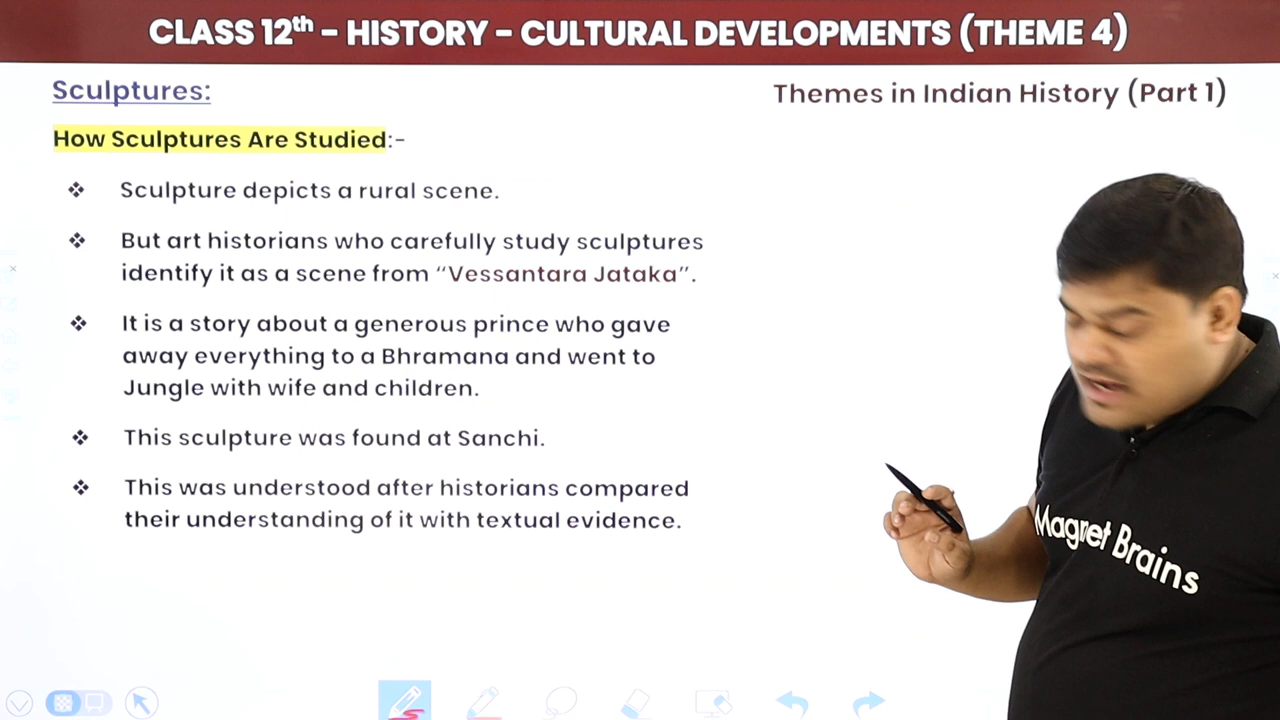 CLASS 12th – HISTORY – CULTURAL DEVELOPMENTS (THEME 4)
Sculptures:
Themes in Indian History (Part 1)
How Sculptures Are Studied:-
❖ Sculpture depicts a rural scene.
❖ But art historians who carefully study sculptures
identify it as a scene from “Vessantara Jataka”.
❖ It is a story about a generous prince who gave
away everything to a Bhramana and went to
Jungle with wife and children.
❖ This sculpture was found at Sanchi.
❖ This was understood after historians compared
their understanding of it with textual evidence.
Magnet Brains